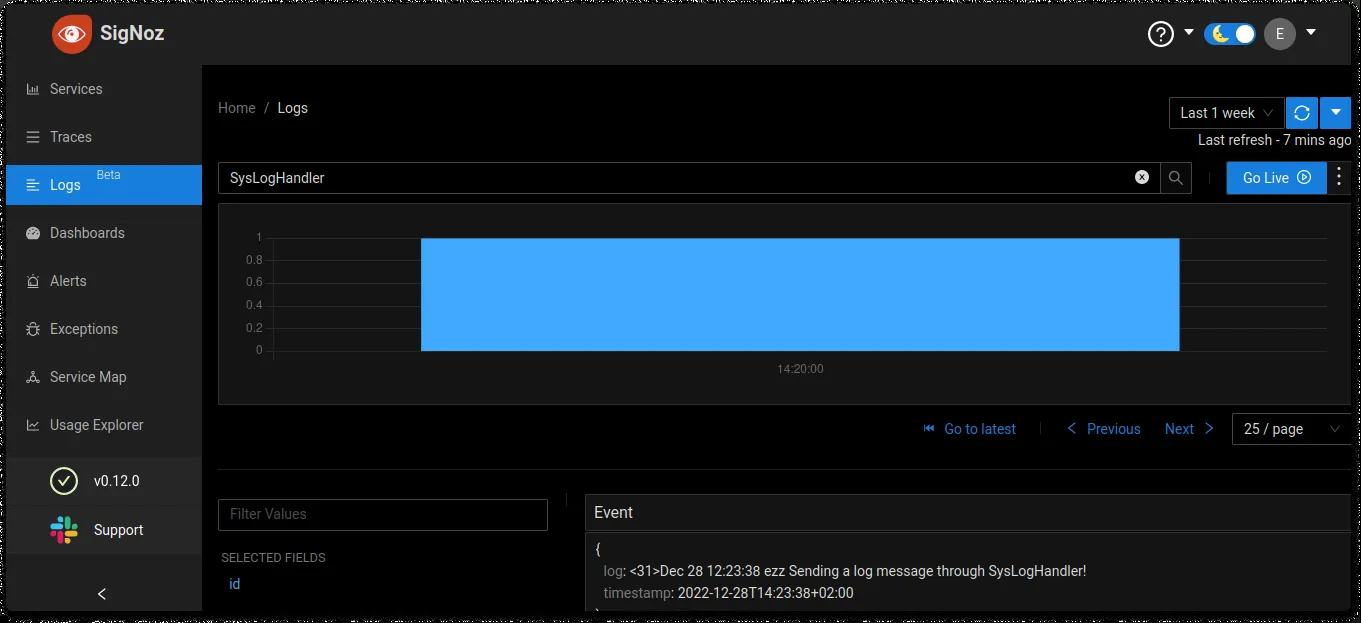 SigNoz
E
Services
Traces
Logs Beta
Dashboards
Alerts
Exceptions
Service Map
Usage Explorer
v0.12.0
Support
Home / Logs
Last 1 week
Last refresh - 7 mins ago
SysLogHandler
Go Live
1
0.8
0.6
0.4
0.2
0
14:20:00
Go to latest
Previous
Next
25 / page
Filter Values
SELECTED FIELDS
id
Event
{
log: <31>Dec 28 12:23:38 ezz Sending a log message through SysLogHandler!
timestamp: 2022-12-28T14:23:38+02:00